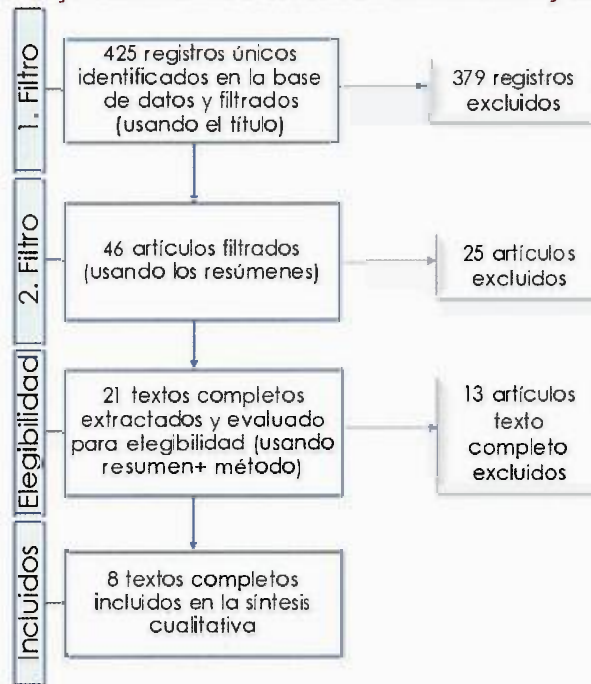 1. Filtro
425 registros únicos
identificados en la base
de datos y filtrados
(usando el título)
379 registros
excluidos
2. Filtro
46 artículos filtrados
(usando los resúmenes)
25 artículos
excluidos
Elegibilidad
21 textos completos
extractados y evaluado
para elegibilidad (usando
resumen+ método)
13 artículos
texto
completo
excluidos
Incluidos
8 textos completos
incluidos en la síntesis
cualitativa